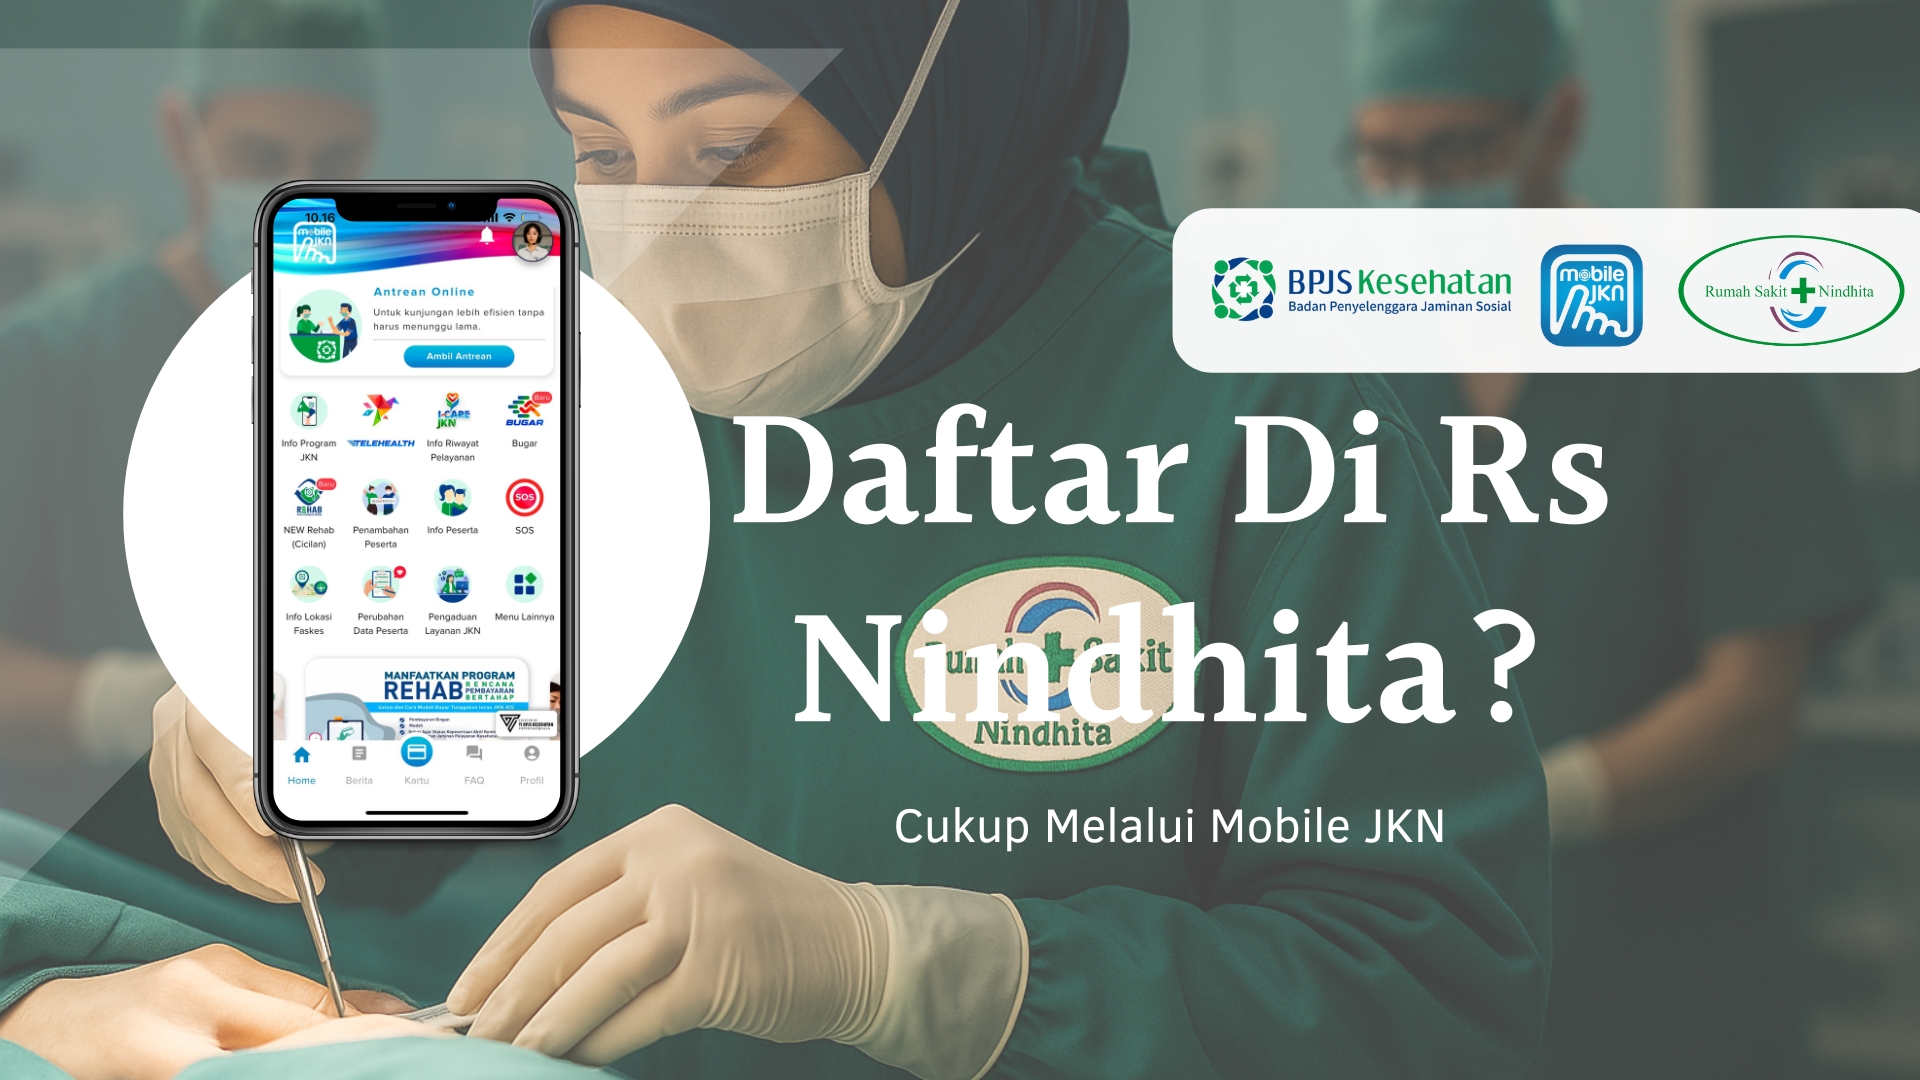 10.16
mobile
JKN
Antrean Online
Untuk kunjungan lebih efisien tanpa
harus menunggu lama.
Ambil Antrean
Info Program
JKN
TELEHEALTH
I-CARE
JKN
Info Riwayat
Pelayanan
Baru
BUGAR
Bugar
Baru
REHAB
NEW Rehab
(Cicilan)
Penambahan
Peserta
Info Peserta
SOS
SOS
Info Lokasi
Faskes
Perubahan
Data Peserta
Pengaduan
Layanan JKN
Menu Lainnya
MANFAATKAN PROGRAM
REHAB RENCANA
PEMBAYARAN
BERTAHAP
Home
Berita
Kartu
FAQ
Profil
BPJS Kesehatan
Badan Penyelenggara Jaminan Sosial
mobile
JKN
Rumah Sakit Nindhita
Daftar Di Rs
Nindhita?
Rumah Sakit
Nindhita
Cukup Melalui Mobile JKN